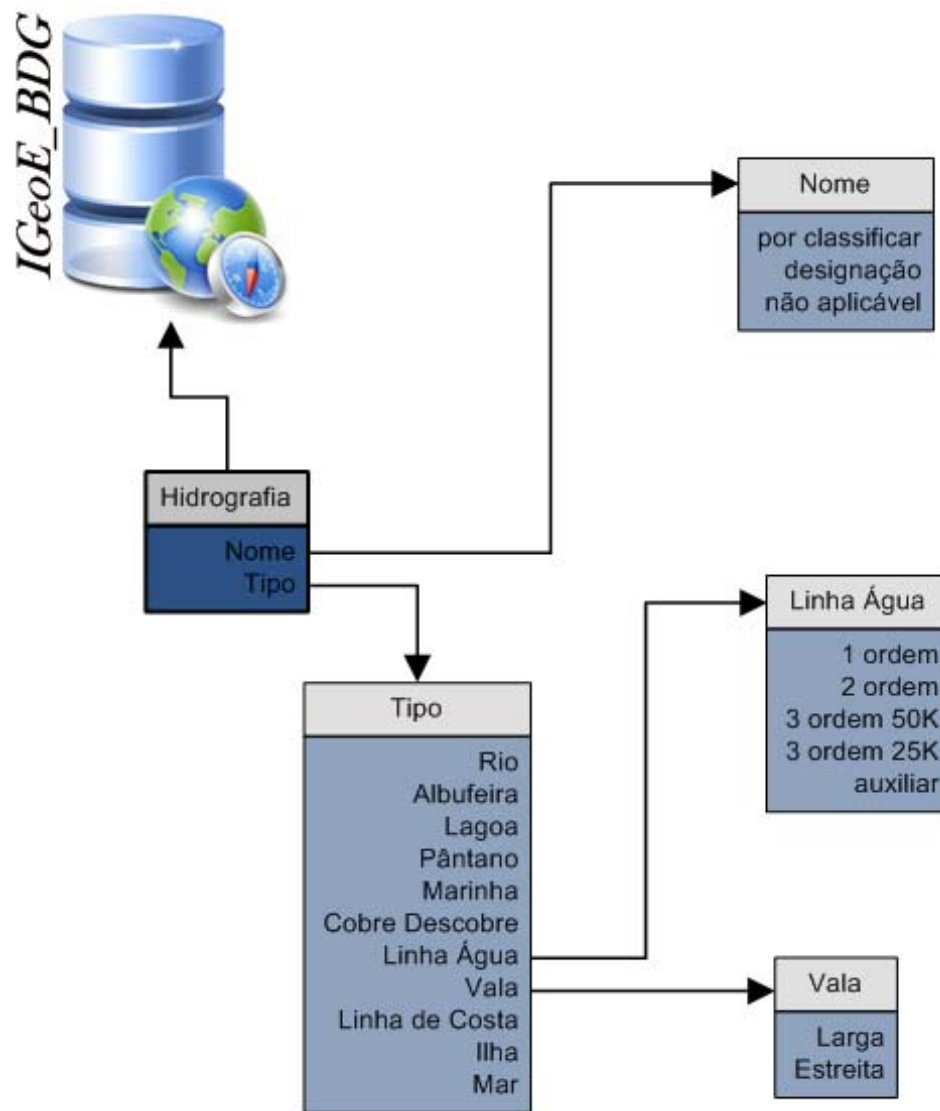 IGeoE_BDG
Nome
por classificar
designação
não aplicável
Hidrografia
Nome
Tipo
Linha Água
1 ordem
2 ordem
3 ordem 50K
3 ordem 25K
auxiliar
Tipo
Rio
Albufeira
Lagoa
Pântano
Marinha
Cobre Descobre
Linha Água
Vala
Linha de Costa
Ilha
Mar
Vala
Larga
Estreita